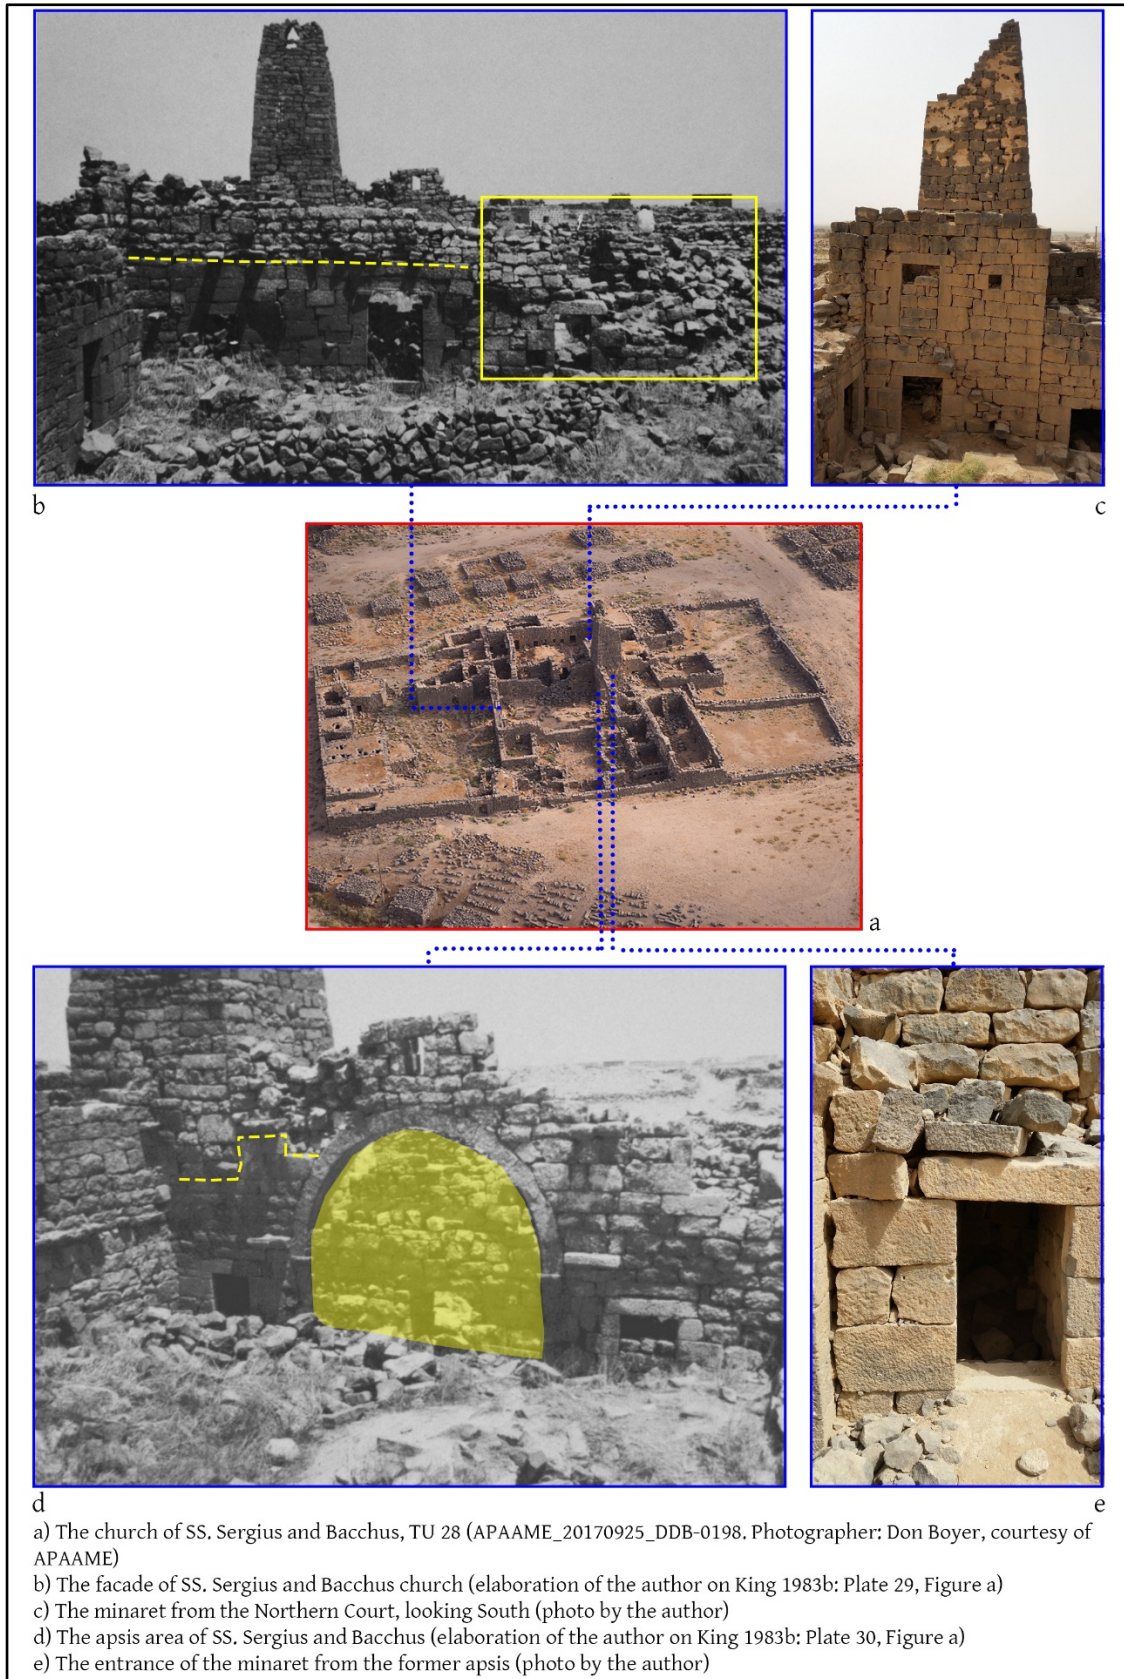 b
c
a
d
e
a) The church of SS. Sergius and Bacchus, TU 28 (APAAME_20170925_DDB-0198. Photographer: Don Boyer, courtesy of
APAAME)
b) The facade of SS. Sergius and Bacchus church (elaboration of the author on King 1983b: Plate 29, Figure a)
c) The minaret from the Northern Court, looking South (photo by the author)
d) The apsis area of SS. Sergius and Bacchus (elaboration of the author on King 1983b: Plate 30, Figure a)
e) The entrance of the minaret from the former apsis (photo by the author)